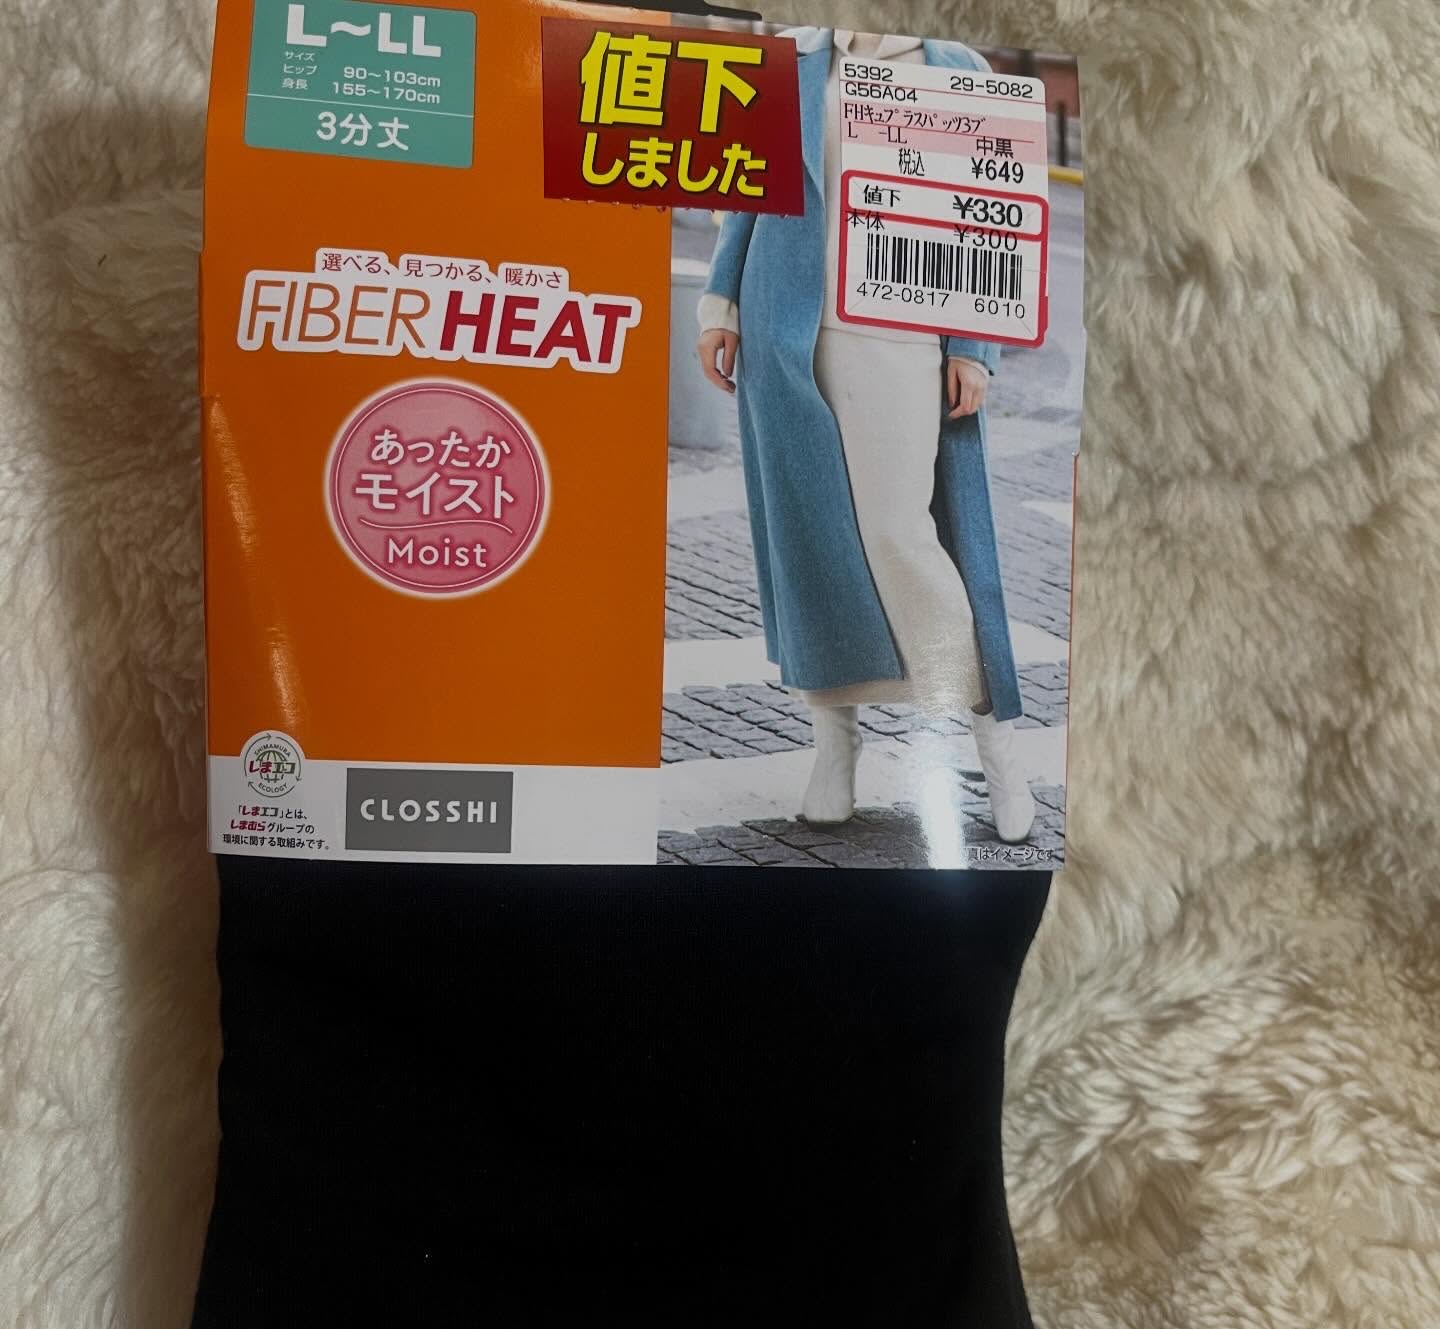 L～LL
サイズ
ヒップ 90～103cm
身長 155～170cm
3分丈
値下
しました
5392 29-5082
G56A04
FHキュプラスパッツ3ブ
L -LL 中黒
税込 ¥649
値下 ¥330
本体 ¥300
472-0817 6010
選べる、見つかる、暖かさ
FIBER HEAT
あったか
モイスト
Moist
SHIMAMURA
しまエコ
ECOLOGY
「しまエコ」とは、
しまむらグループの
環境に関する取組みです。
CLOSSHI
真はイメージです